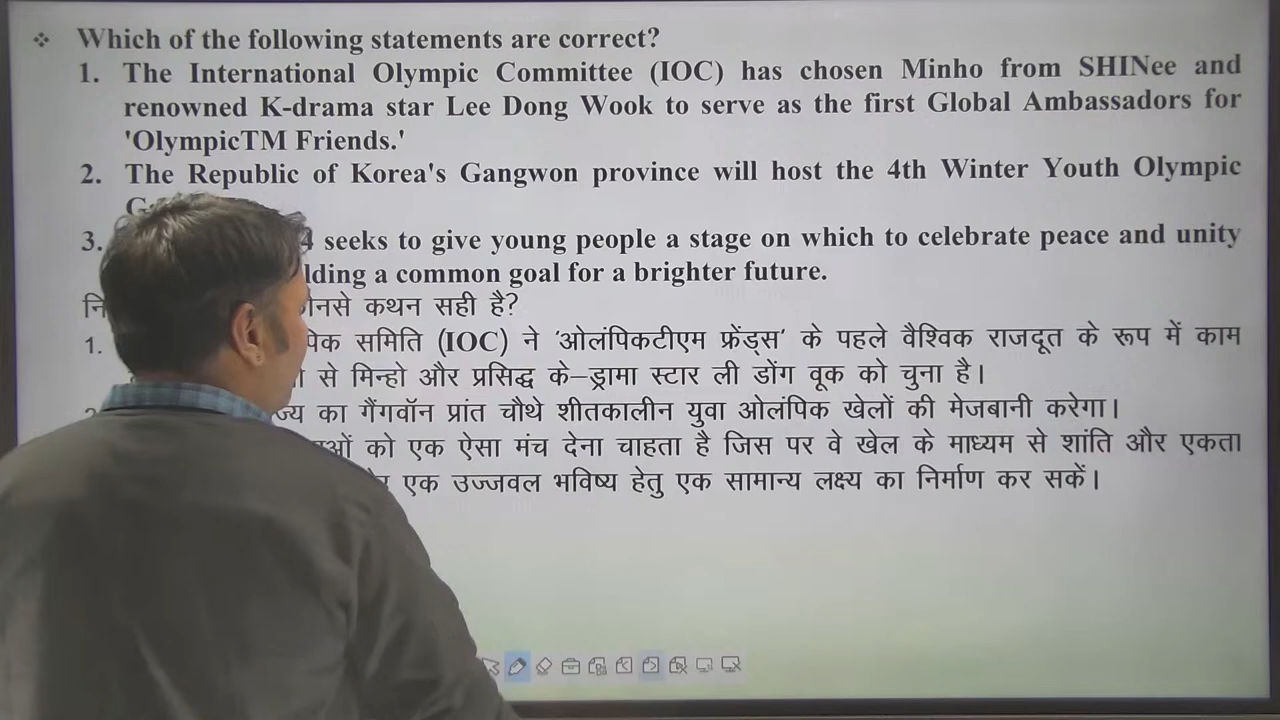 ❖ Which of the following statements are correct?
1. The International Olympic Committee (IOC) has chosen Minho from SHINee and
renowned K-drama star Lee Dong Wook to serve as the first Global Ambassadors for
'OlympicTM Friends.'
2. The Republic of Korea's Gangwon province will host the 4th Winter Youth Olympic
3. 4 seeks to give young people a stage on which to celebrate peace and unity
a common goal for a brighter future.
कथन सही है?
1. समिति (IOC) ने 'ओलंपिकटीएम फ्रेंड्स' के पहले वैश्विक राजदूत के रूप में काम
से मिन्हो और प्रसिद्ध के–ड्रामा स्टार ली डोंग वूक को चुना है।
का गैंगवॉन प्रांत चौथे शीतकालीन युवा ओलंपिक खेलों की मेजबानी करेगा।
को एक ऐसा मंच देना चाहता है जिस पर वे खेल के माध्यम से शांति और एकता
एक उज्जवल भविष्य हेतु एक सामान्य लक्ष्य का निर्माण कर सकें।